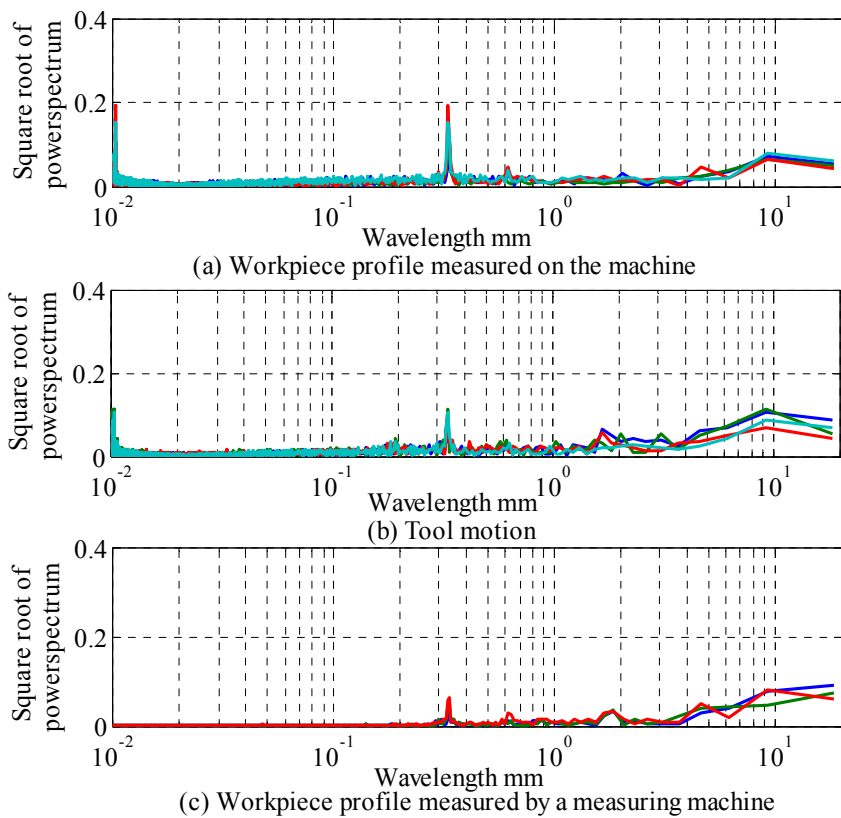 0.4
0.2
0
Square root of
powerspectrum
10^-2
10^-1
10^0
10^1
Wavelength mm
(a) Workpiece profile measured on the machine
0.4
0.2
0
Square root of
powerspectrum
10^-2
10^-1
10^0
10^1
(b) Tool motion
0.4
0.2
0
Square root of
powerspectrum
10^-2
10^-1
10^0
10^1
Wavelength mm
(c) Workpiece profile measured by a measuring machine